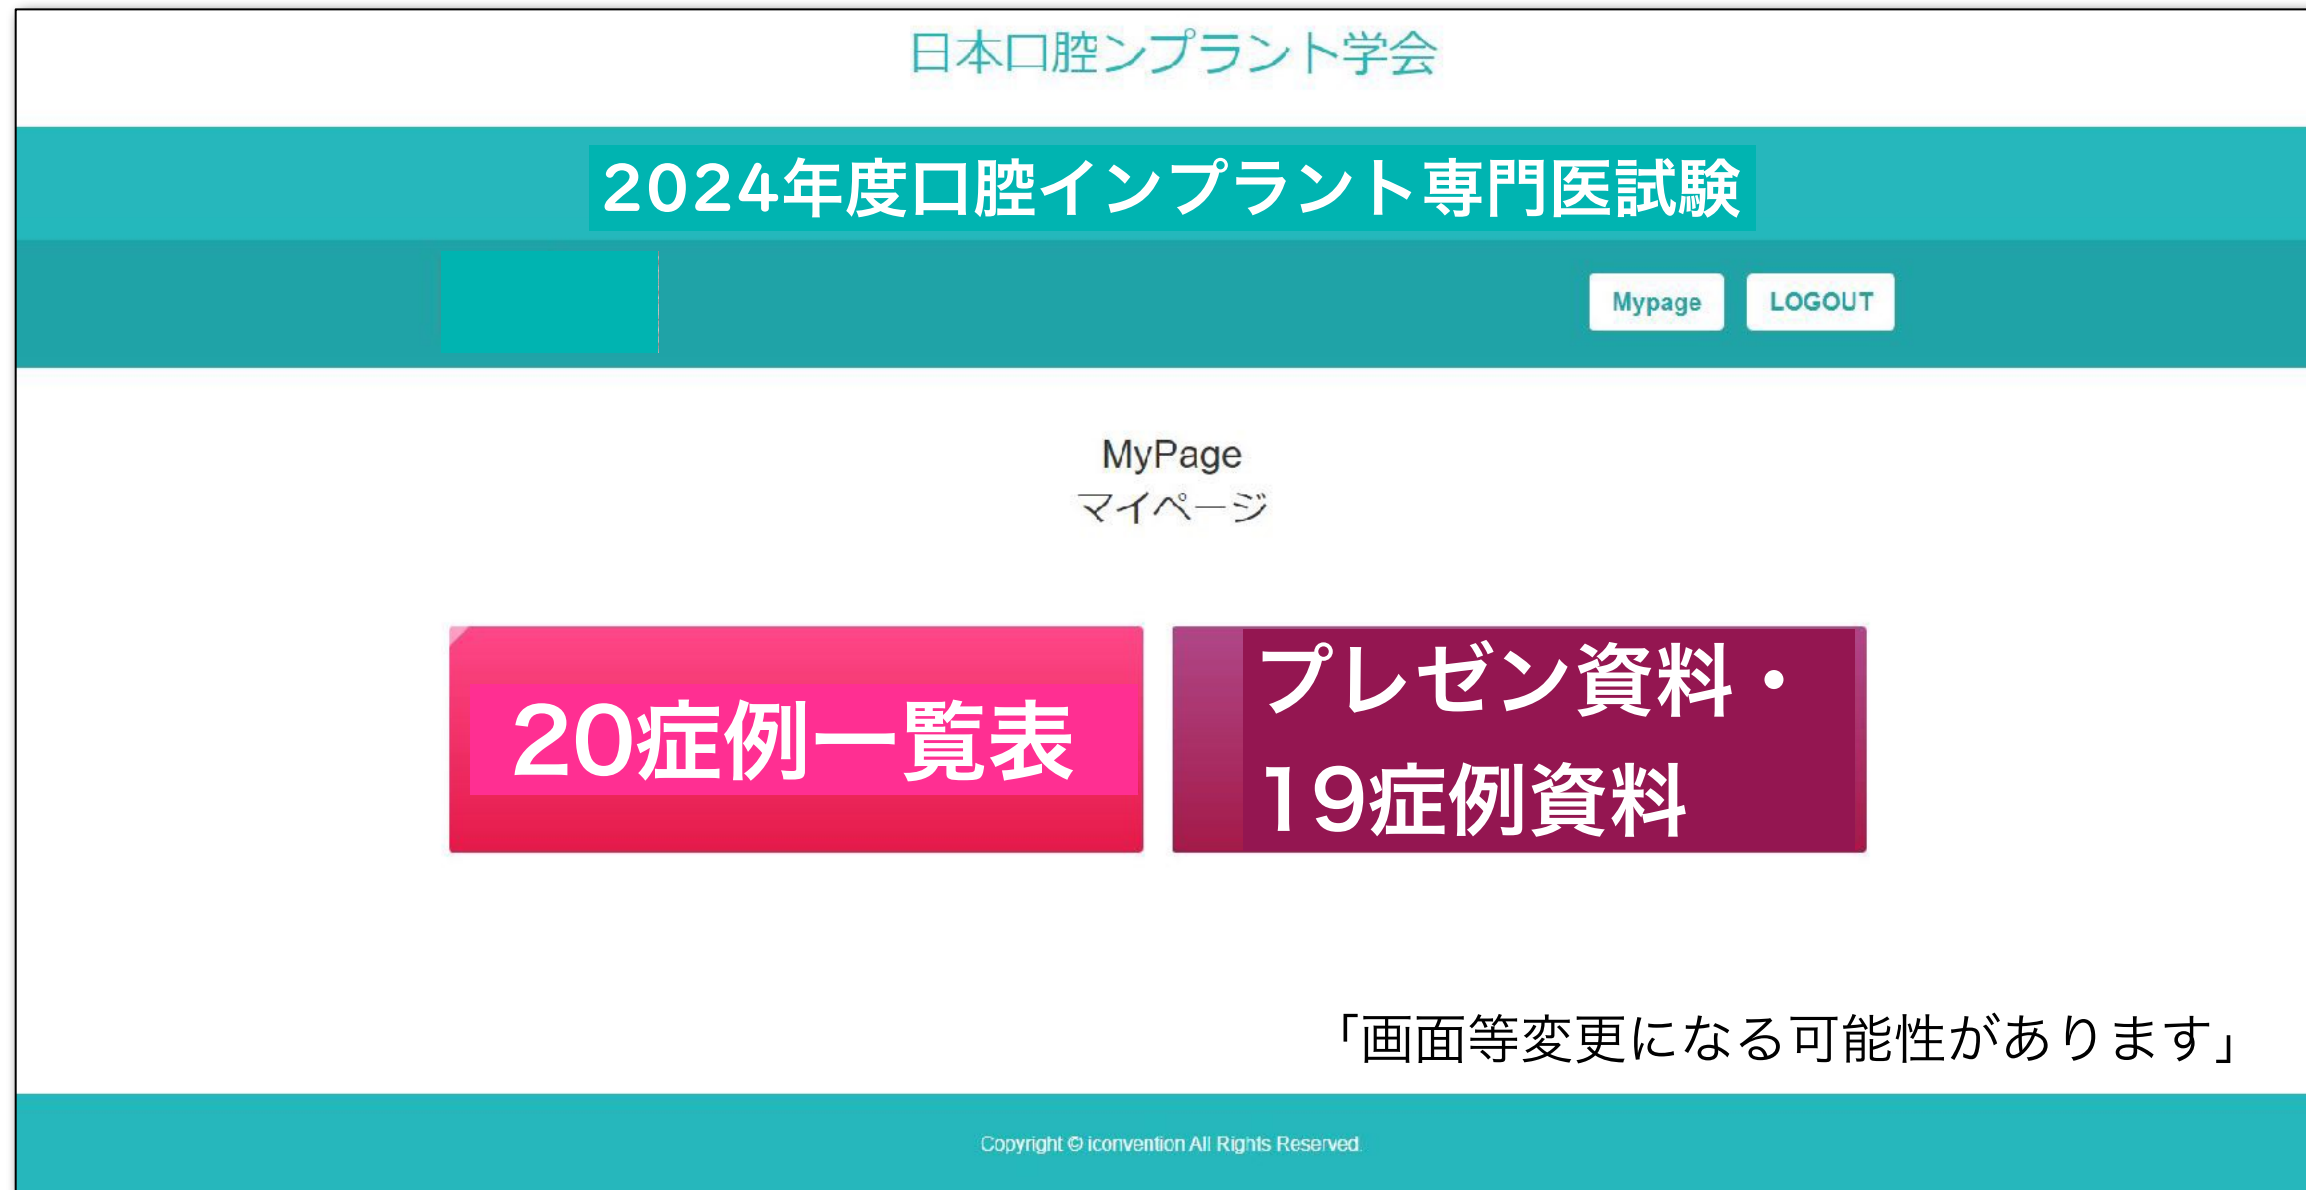 日本口腔ンプラント学会
2024年度口腔インプラント専門医試験
Mypage
LOGOUT
MyPage
マイページ
20症例一覧表
プレゼン資料・
19症例資料
「画面等変更になる可能性があります」
Copyright © iconvention All Rights Reserved.